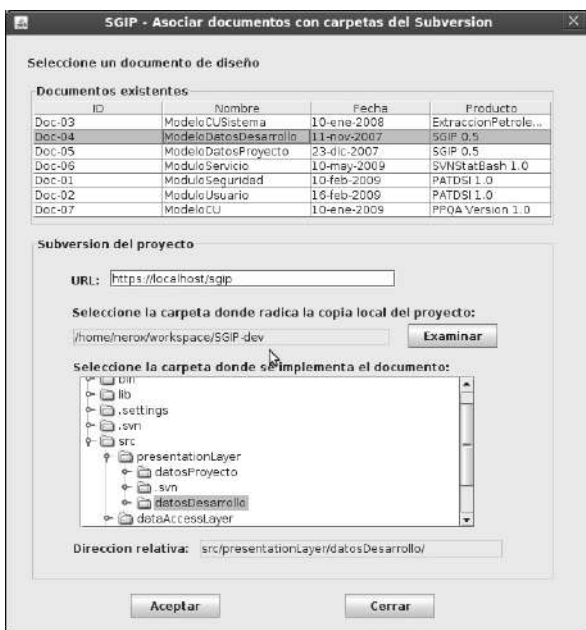 SGIP - Asociar documentos con carpetas del Subversion
Seleccione un documento de diseño
Documentos existentes
ID Nombre Fecha Producto
Doc-03 ModeloCUSistema 10-ene-2008 ExtraccionPetrole...
Doc-04 ModeloDatosDesarrollo 11-nov-2007 SGIP 0.5
Doc-05 ModeloDatosProyecto 23-dic-2007 SGIP 0.5
Doc-06 ModuloServicio 10-may-2009 SVNStatBash 1.0
Doc-01 ModuloSeguridad 10-feb-2009 PATDSI 1.0
Doc-02 ModuloUsuario 16-feb-2009 PATDSI 1.0
Doc-07 ModeloCU 10-ene-2009 PPQA Version 1.0
Subversion del proyecto
URL: https://localhost/sgip
Seleccione la carpeta donde radica la copia local del proyecto:
/home/nerox/workspace/SGIP-dev Examinar
Seleccione la carpeta donde se implementa el documento:
bin
lib
.settings
.svn
src
presentationLayer
datosProyecto
.svn
datosDesarrollo
dataAccessLayer
Direccion relativa: src/presentationLayer/datosDesarrollo/
Aceptar Cerrar